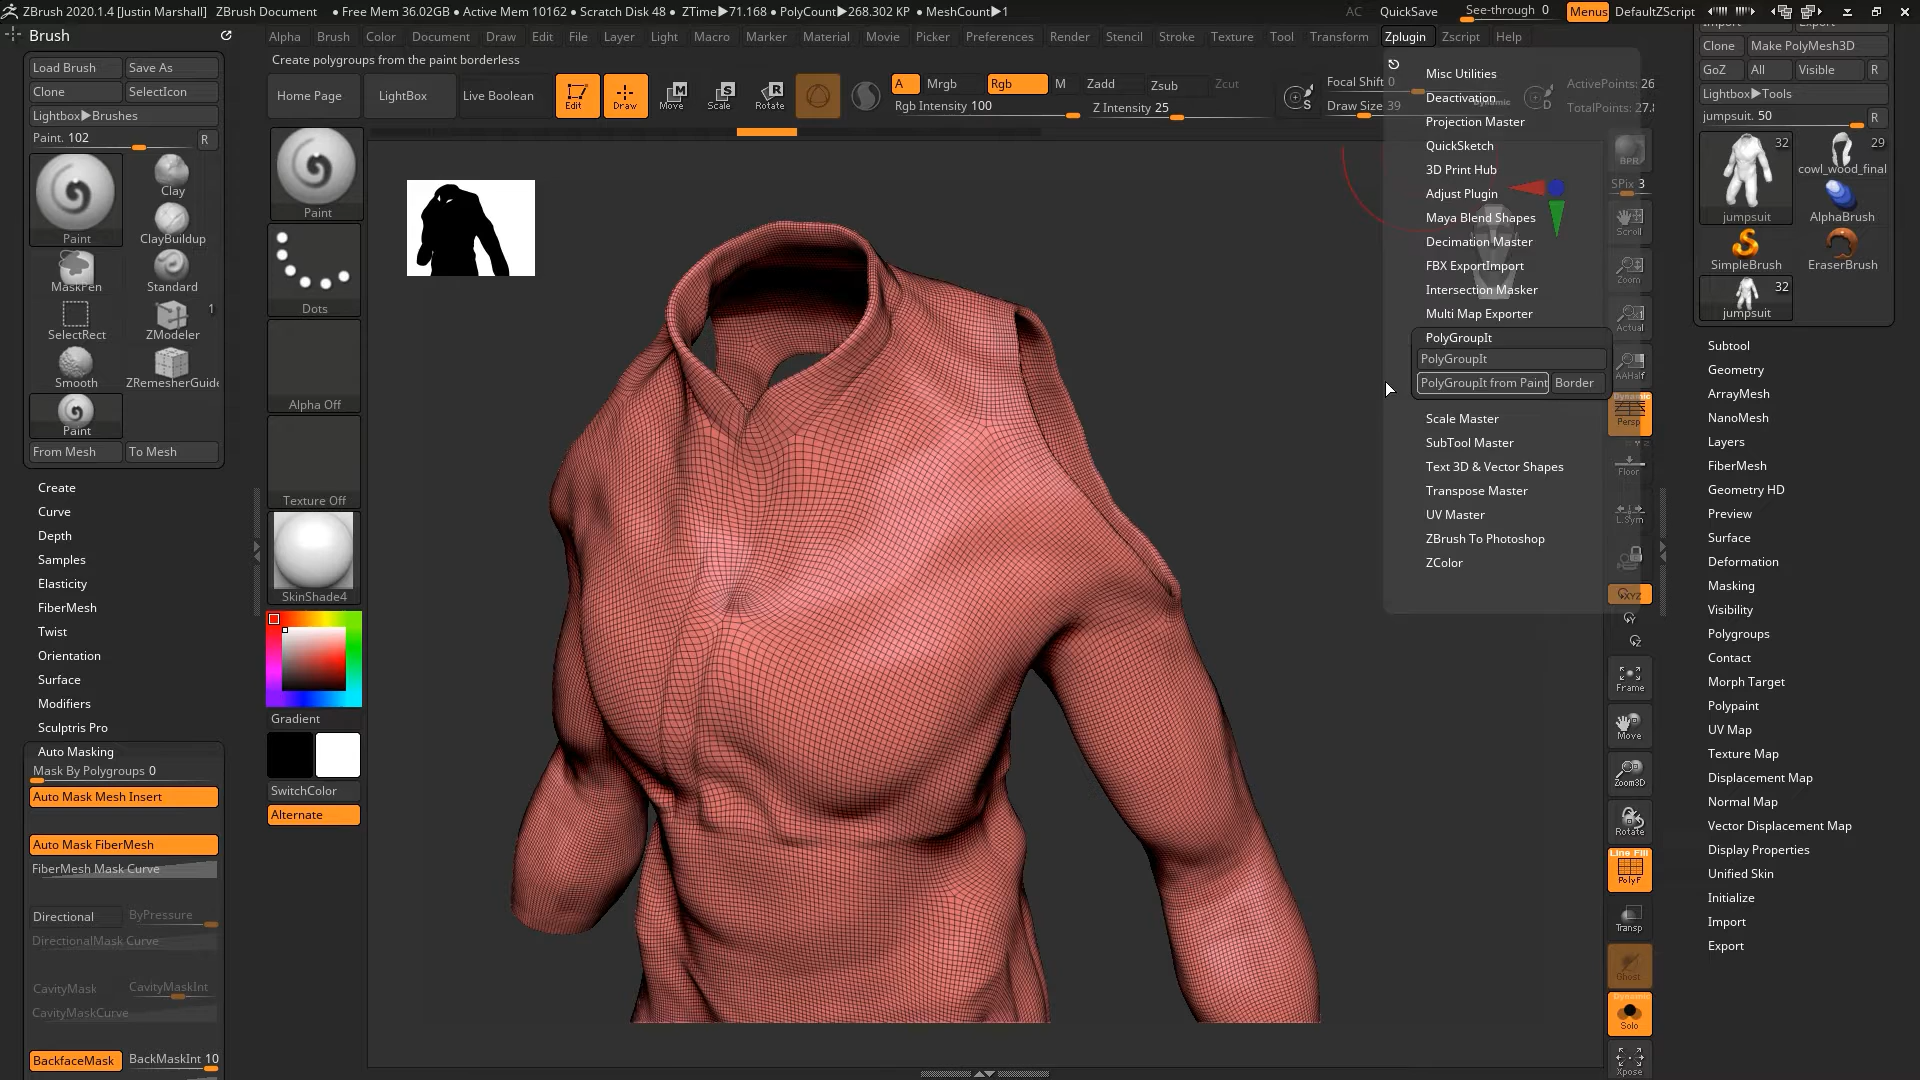 ZBrush 2020.1.4 [Justin Marshall] ZBrush Document • Free Mem 36.02GB • Active Mem 10162 • Scratch Disk 48 • ZTime▶71.168 • PolyCount▶268.302 KP • MeshCount▶1 AC QuickSave See-through 0 Menus DefaultZScript
Brush
Alpha Brush Color Document Draw Edit File Layer Light Macro Marker Material Movie Picker Preferences Render Stencil Stroke Texture Tool Transform Zplugin Zscript Help
Create polygroups from the paint borderless
Load Brush Save As
Clone SelectIcon
Lightbox▶Brushes
Paint. 102 R
Paint
Clay
ClayBuildup
MaskPen Standard
1
SelectRect ZModeler
Smooth ZRemesherGuide
Paint
From Mesh To Mesh
Create
Curve
Depth
Samples
Elasticity
FiberMesh
Twist
Orientation
Surface
Modifiers
Sculptris Pro
Auto Masking
Mask By Polygroups 0
Auto Mask Mesh Insert
Auto Mask FiberMesh
FiberMesh Mask Curve
Directional ByPressure
DirectionalMask Curve
CavityMask CavityMaskInt
CavityMaskCurve
BackfaceMask BackMaskInt 10
Home Page LightBox Live Boolean
Edit Draw Move Scale Rotate
A Mrgb Rgb M Zadd Zsub Zcut
Rgb Intensity 100 Z Intensity 25
S
Focal Shift 0
Draw Size 39 Dynamic
D
ActivePoints: 26
TotalPoints: 27.8
Paint
Dots
Alpha Off
Texture Off
SkinShade4
Gradient
SwitchColor
Alternate
Misc Utilities
Deactivation
Projection Master
QuickSketch
3D Print Hub
Adjust Plugin
Maya Blend Shapes
Decimation Master
FBX ExportImport
Intersection Masker
Multi Map Exporter
PolyGroupIt
PolyGroupIt
PolyGroupIt from Paint Border
Scale Master
SubTool Master
Text 3D & Vector Shapes
Transpose Master
UV Master
ZBrush To Photoshop
ZColor
BPR
SPix 3
Scroll
Zoom
Actual
AAHalf
Dynamic
Persp
Floor
L.Sym
XYZ
Frame
Move
Zoom3D
Rotate
Line Fill
PolyF
Transp
Ghost
Dynamic
Solo
Xpose
Import Export
Clone Make PolyMesh3D
GoZ All Visible R
Lightbox▶Tools
jumpsuit. 50 R
32 29
jumpsuit
cowl_wood_final
AlphaBrush
SimpleBrush EraserBrush
32
jumpsuit
Subtool
Geometry
ArrayMesh
NanoMesh
Layers
FiberMesh
Geometry HD
Preview
Surface
Deformation
Masking
Visibility
Polygroups
Contact
Morph Target
Polypaint
UV Map
Texture Map
Displacement Map
Normal Map
Vector Displacement Map
Display Properties
Unified Skin
Initialize
Import
Export